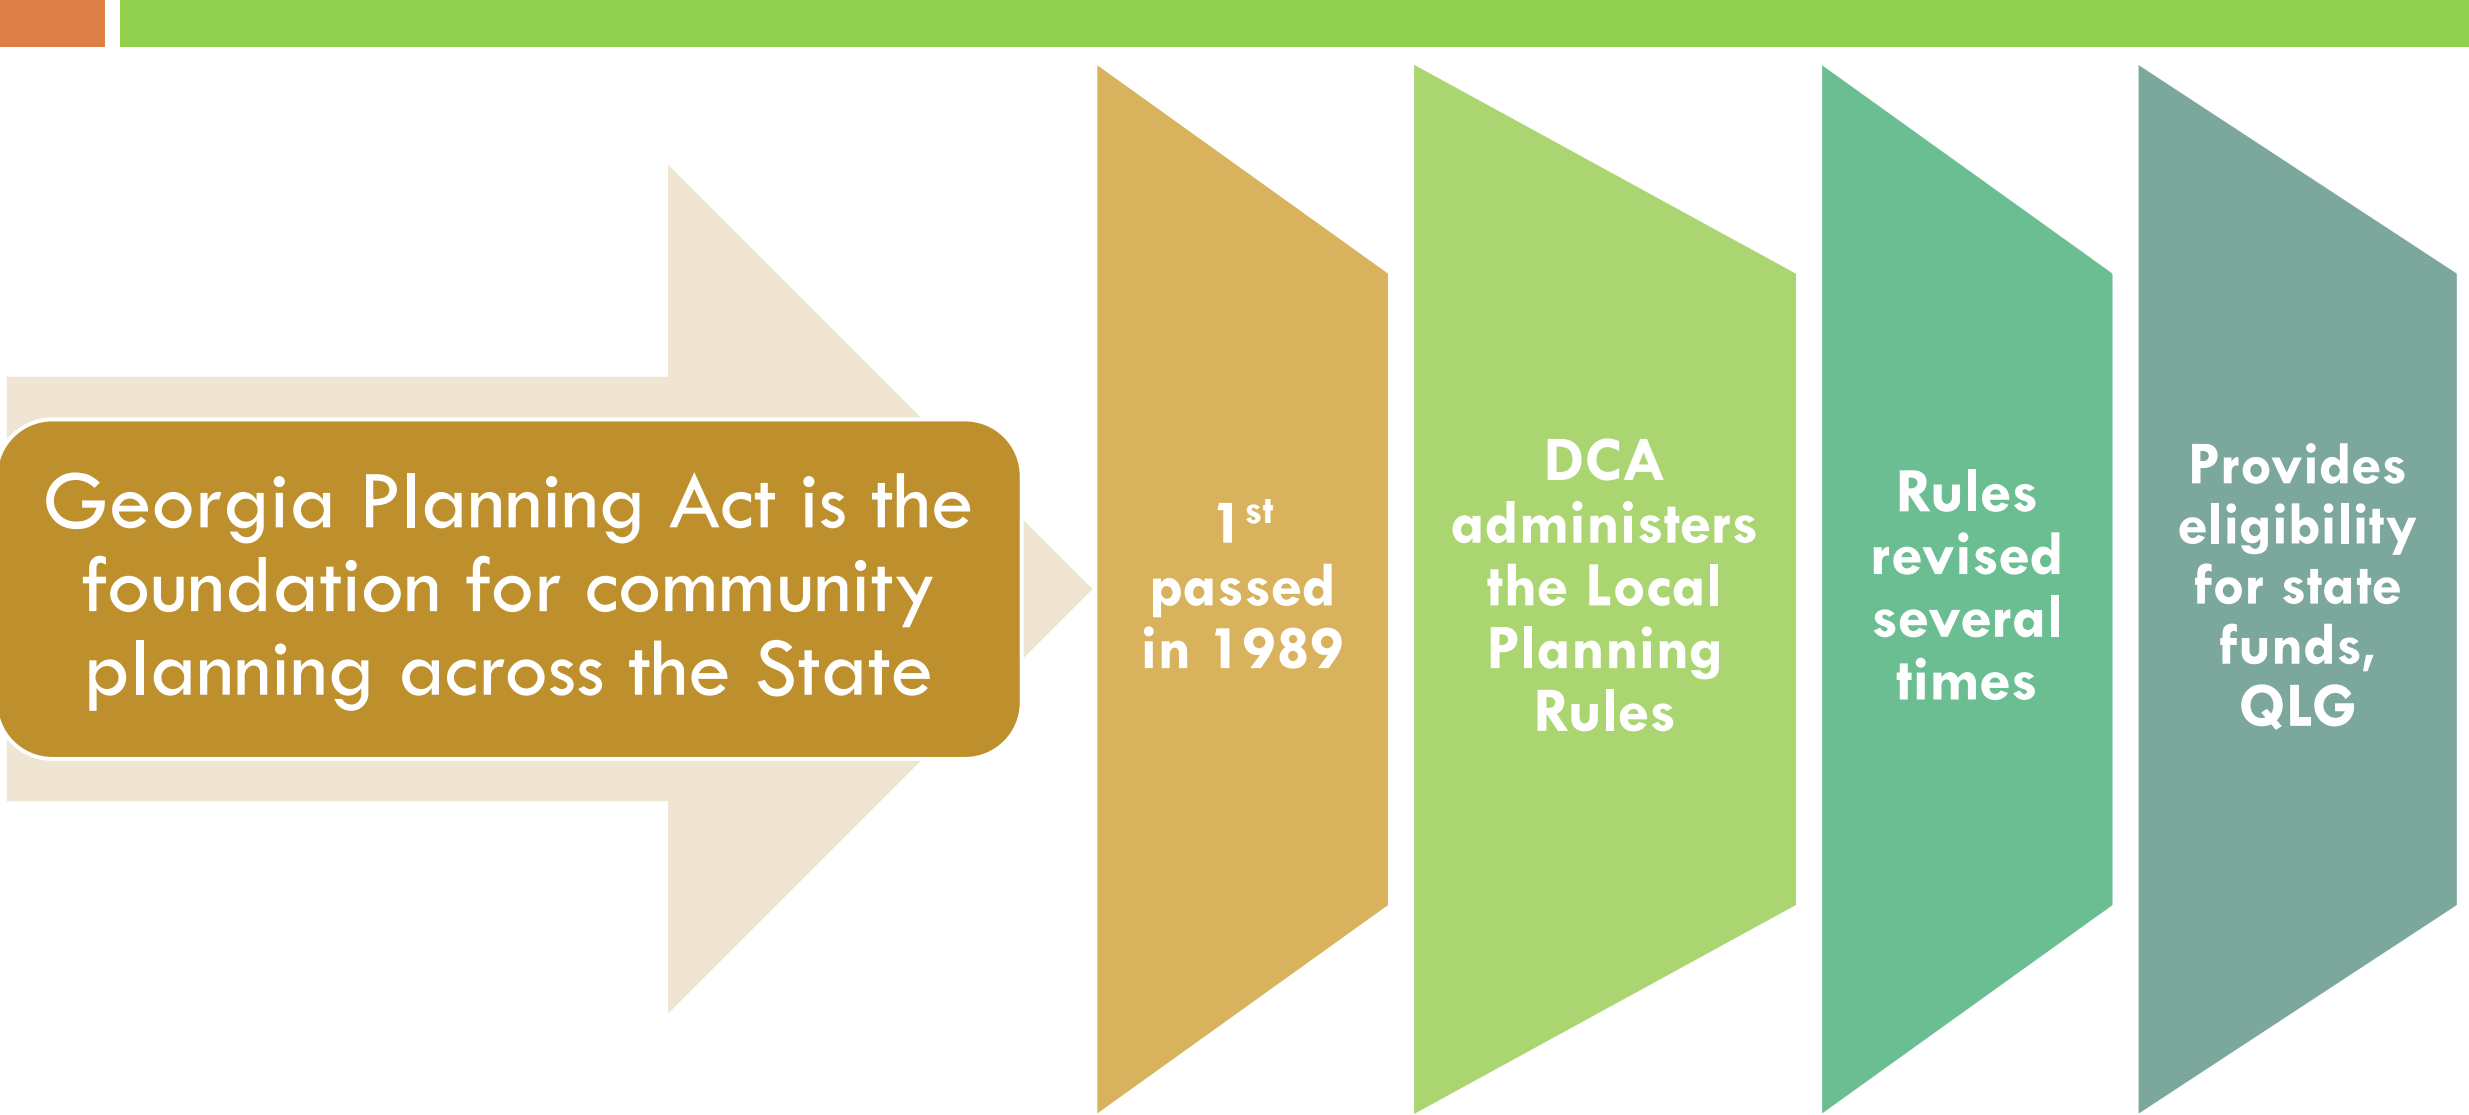 Georgia Planning Act is the
foundation for community
planning across the State
1st
passed
in 1989
DCA
administers
the Local
Planning
Rules
Rules
revised
several
times
Provides
eligibility
for state
funds,
QLG